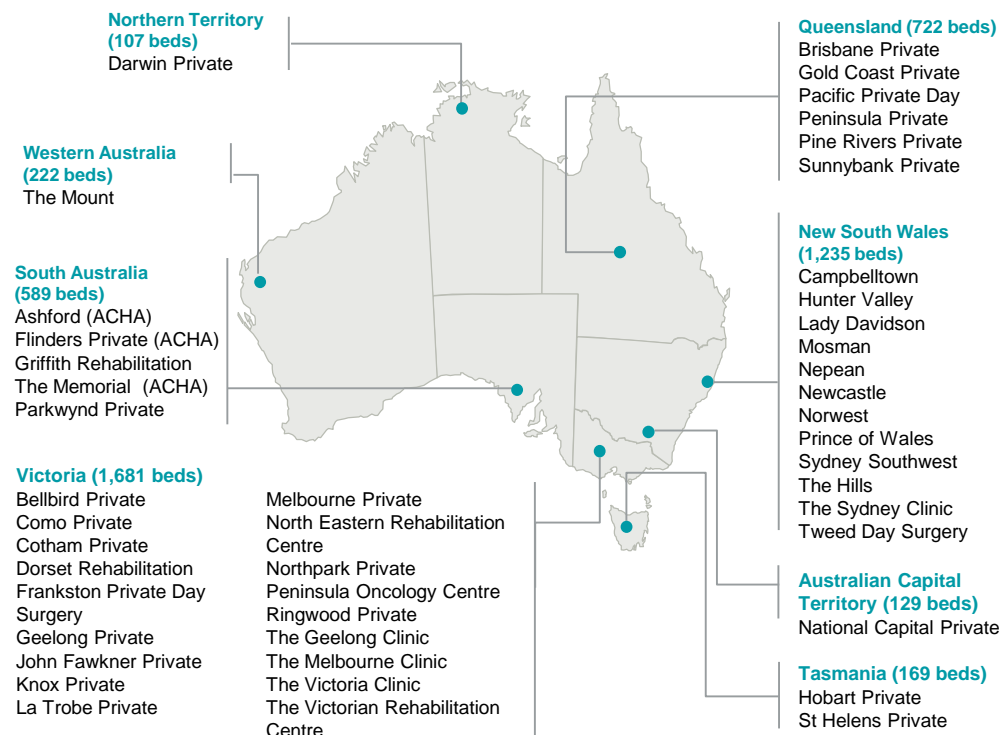 Northern Territory
(107 beds)
Darwin Private
Western Australia
(222 beds)
The Mount
South Australia
(589 beds)
Ashford (ACHA)
Flinders Private (ACHA)
Griffith Rehabilitation
The Memorial (ACHA)
Parkwynd Private
Victoria (1,681 beds)
Bellbird Private
Como Private
Cotham Private
Dorset Rehabilitation
Frankston Private Day
Surgery
Geelong Private
John Fawkner Private
Knox Private
La Trobe Private
Melbourne Private
North Eastern Rehabilitation
Centre
Northpark Private
Peninsula Oncology Centre
Ringwood Private
The Geelong Clinic
The Melbourne Clinic
The Victoria Clinic
The Victorian Rehabilitation
Centre
Queensland (722 beds)
Brisbane Private
Gold Coast Private
Pacific Private Day
Peninsula Private
Pine Rivers Private
Sunnybank Private
New South Wales
(1,235 beds)
Campbelltown
Hunter Valley
Lady Davidson
Mosman
Nepean
Newcastle
Norwest
Prince of Wales
Sydney Southwest
The Hills
The Sydney Clinic
Tweed Day Surgery
Australian Capital
Territory (129 beds)
National Capital Private
Tasmania (169 beds)
Hobart Private
St Helens Private